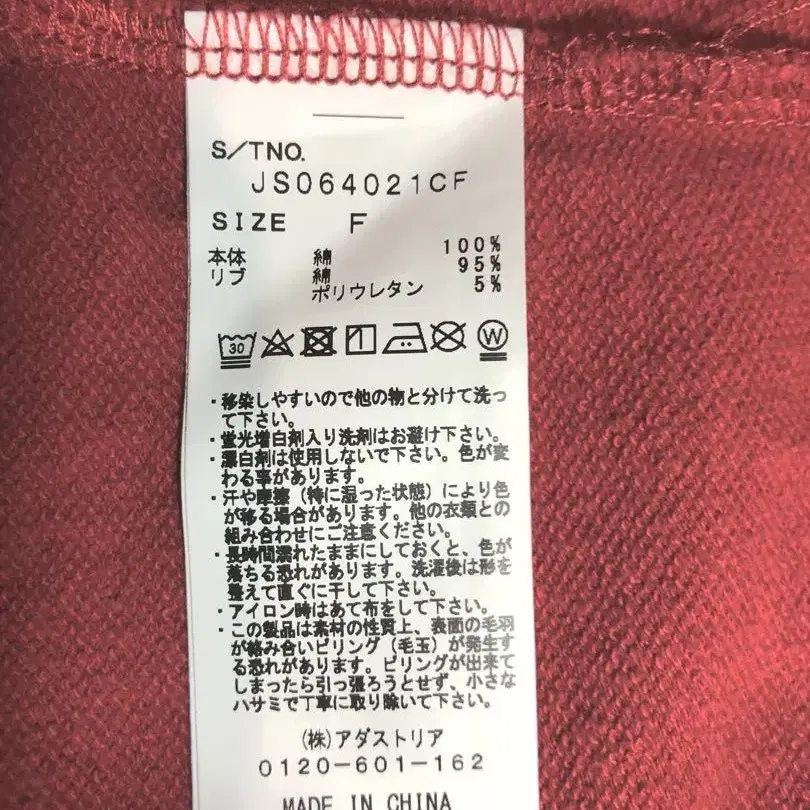 S/TNO.
JS064021CF
SIZE F
本体 綿 100%
リブ 綿 95%
ポリウレタン 5%
30 W
・移染しやすいので他の物と分けて洗っ
て下さい。
・蛍光増白剤入り洗剤はお避け下さい。
・漂白剤は使用しないで下さい。色が変
わる事があります。
・汗や摩擦（特に湿った状態）により色
が移る場合があります。他の衣類との
組み合わせにご注意ください。
・長時間濡れたままにしておくと、色が
落ちる恐れがあります。洗濯後は形を
整えて直ぐに干して下さい。
・アイロン時はあて布をして下さい。
・この製品は素材の性質上、表面の毛羽
が絡み合いピリング（毛玉）が発生す
る恐れがあります。ピリングが出来て
しまったら引っ張ろうとせず、小さな
ハサミで丁寧に取り除いて下さい。
(株)アダストリア
0120-601-162
MADE IN CHINA